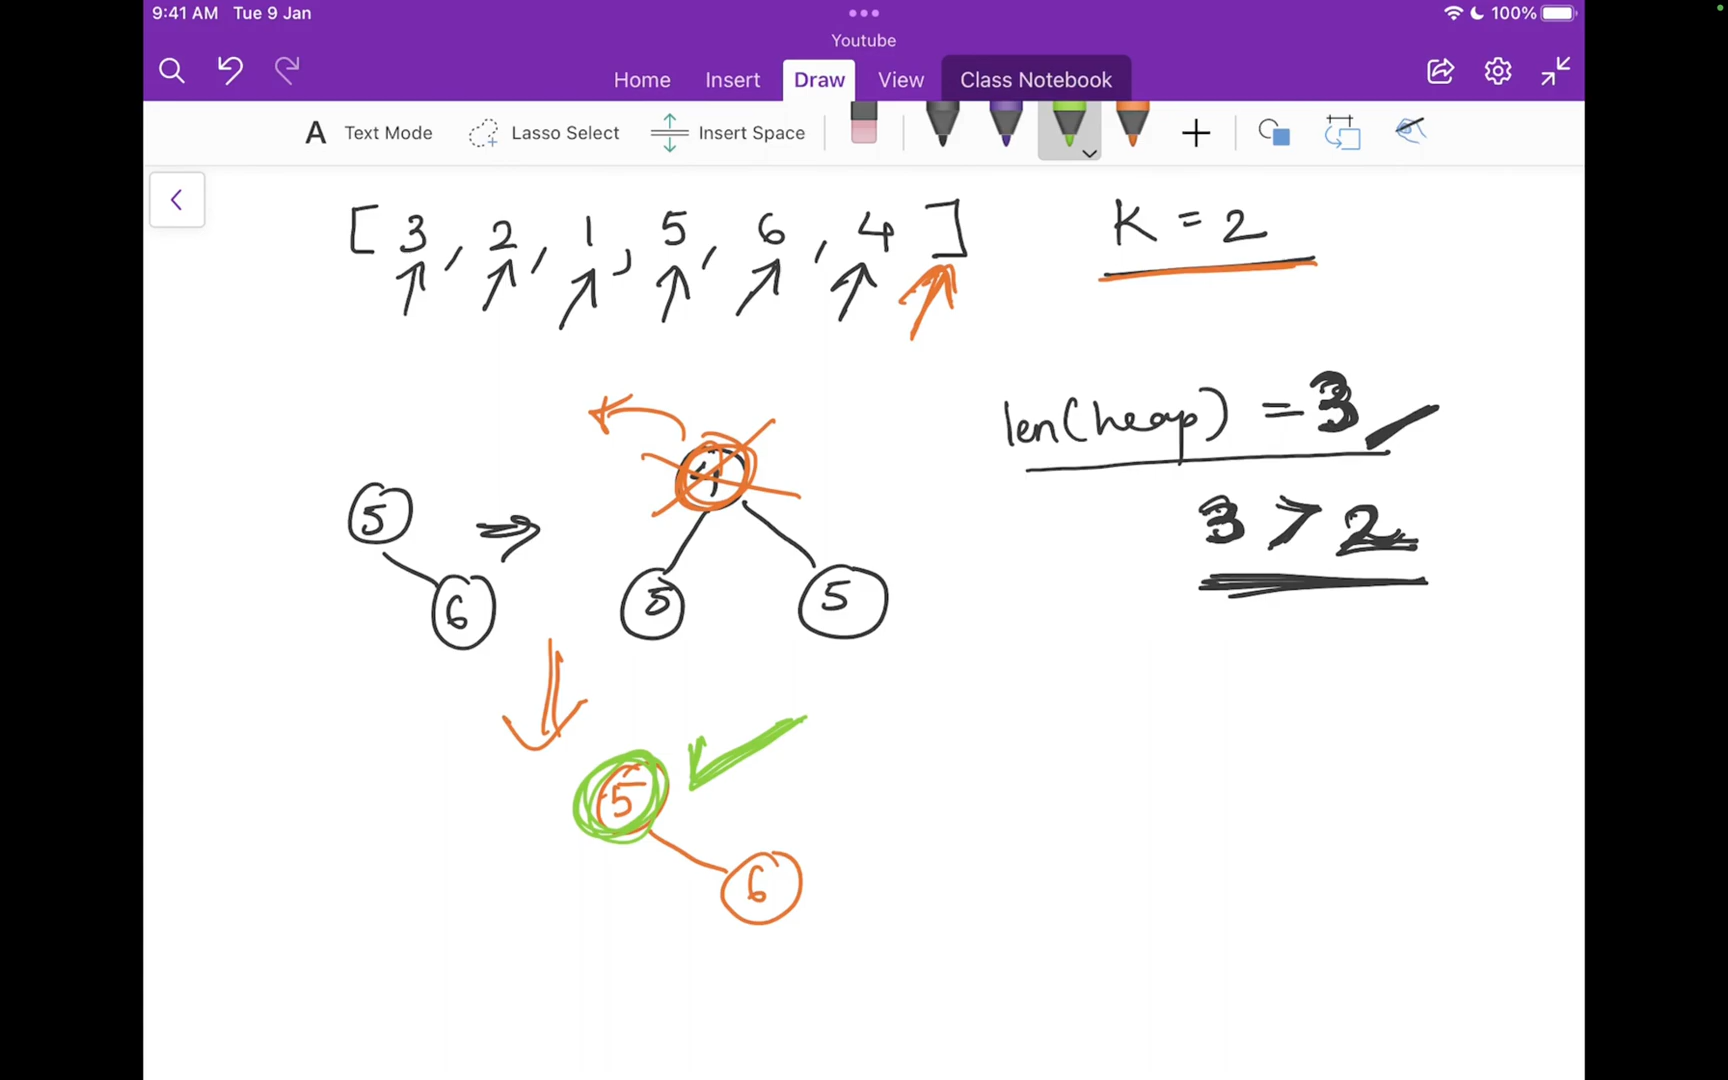 9:41 AM Tue 9 Jan
100%
Youtube
Home Insert Draw View Class Notebook
A Text Mode Lasso Select Insert Space
[ 3, 2, 1, 5, 6, 4 ] K = 2
len(heap) = 3
4
3 > 2
5
6
5 5
5
6